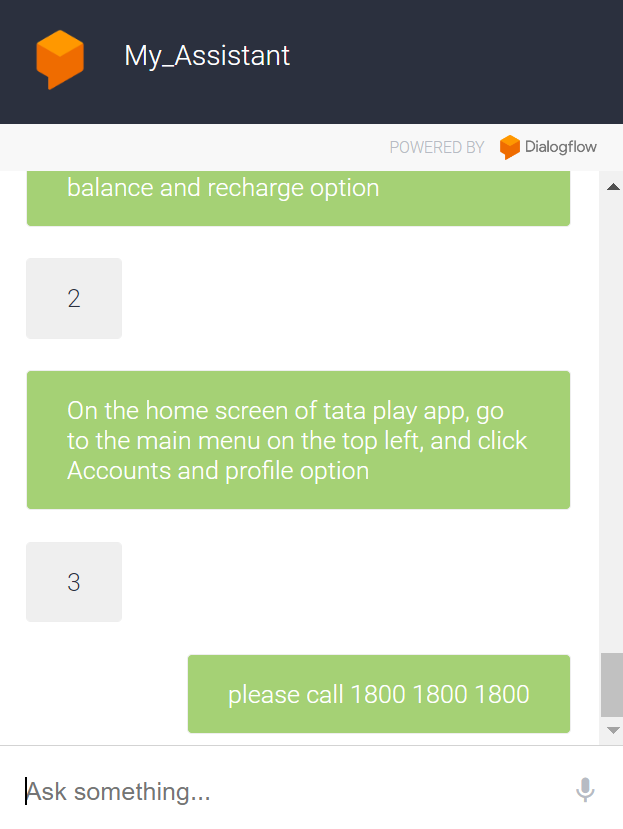 My_Assistant
POWERED BY Dialogflow
balance and recharge option
2
On the home screen of tata play app, go
to the main menu on the top left, and click
Accounts and profile option
3
please call 1800 1800 1800
Ask something...